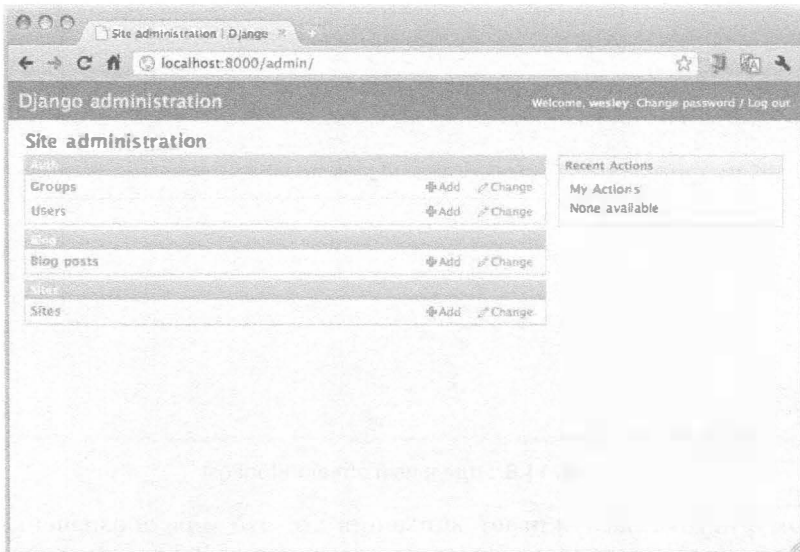 Site administration | Django
localhost:8000/admin/
Django administration
Welcome, wesley. Change password / Log out
Site administration
Auth
Groups Add Change
Users Add Change
Blog
Blog posts Add Change
Sites
Sites Add Change
Recent Actions
My Actions
None available